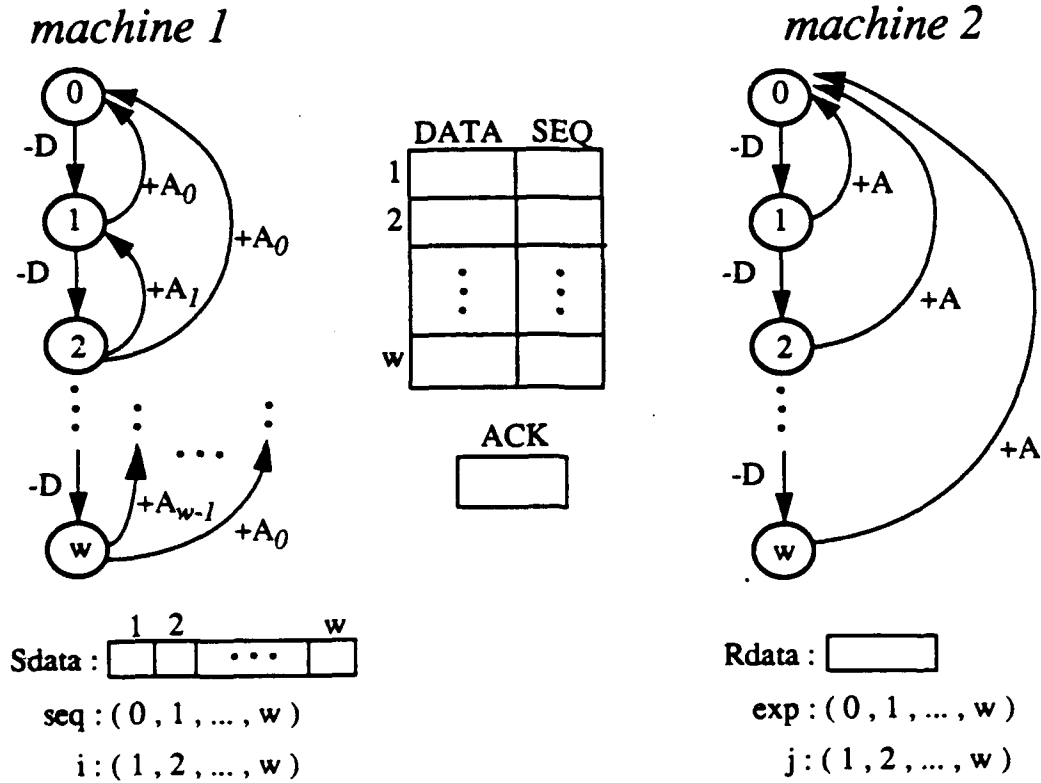 machine 1
machine 2
0
-D
+A0
1
+A0
-D
+A1
2
-D
+Aw-1
+A0
w
DATA SEQ
1
2
w
ACK
0
-D
+A
1
-D
+A
2
-D
+A
w
1 2 w
Sdata :
seq : ( 0 , 1 , ... , w )
i : ( 1 , 2 , ... , w )
Rdata :
exp : ( 0 , 1 , ... , w )
j : ( 1 , 2 , ... , w )